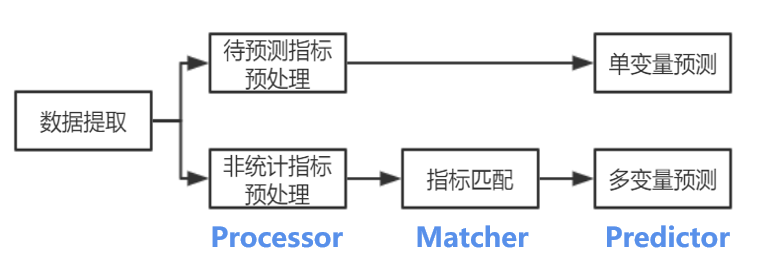 待预测指标
预处理
单变量预测
数据提取
非统计指标
预处理
指标匹配
多变量预测
Processor
Matcher
Predictor